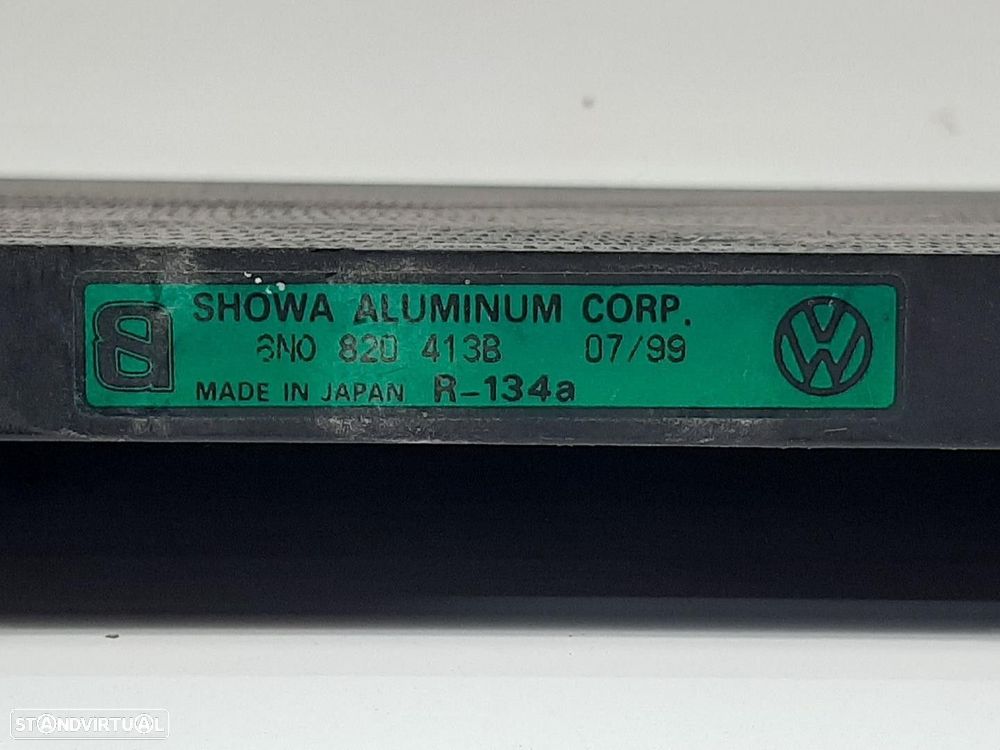 SHOWA ALUMINUM CORP.
6N0 820 413B 07/99
MADE IN JAPAN R-134a
STANDVIRTUAL